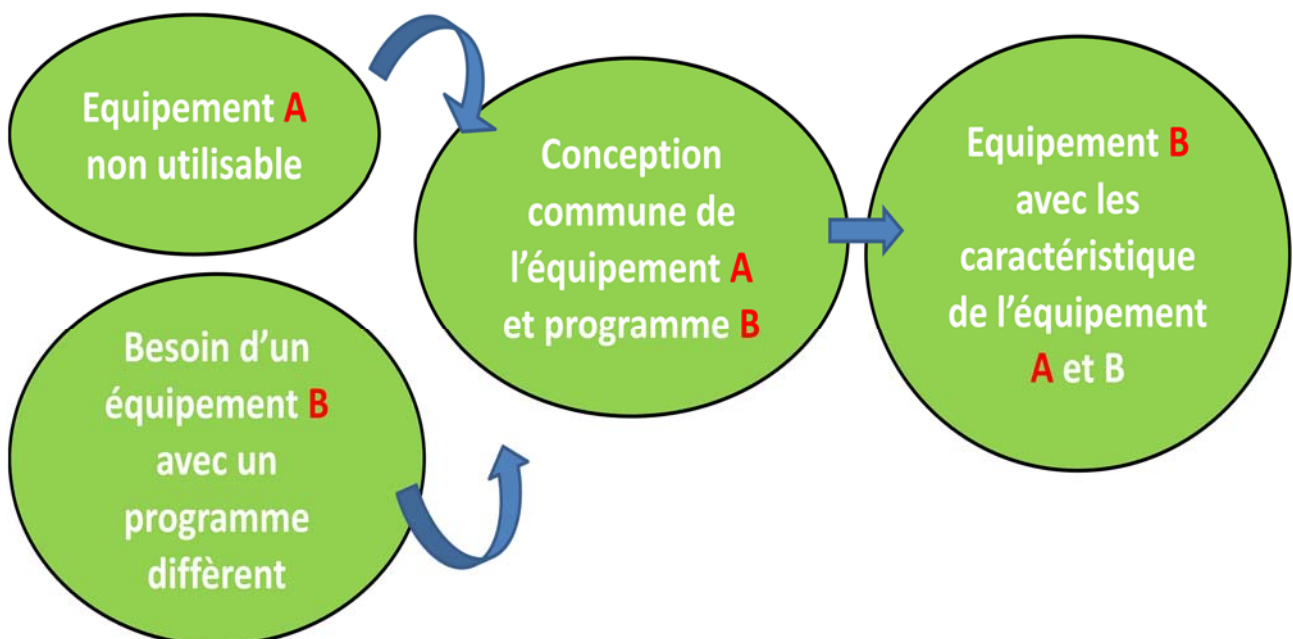 Equipement A
non utilisable
Besoin d'un
équipement B
avec un
programme
diffèrent
Conception
commune de
l'équipement A
et programme B
Equipement B
avec les
caractéristique
de l'équipement
A et B